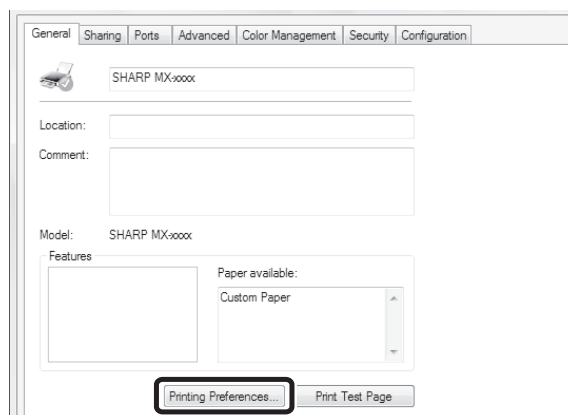 General Sharing Ports Advanced Color Management Security Configuration
SHARP MX-xxxx
Location:
Comment:
Model: SHARP MX-xxxx
Features
Paper available:
Custom Paper
Printing Preferences... Print Test Page